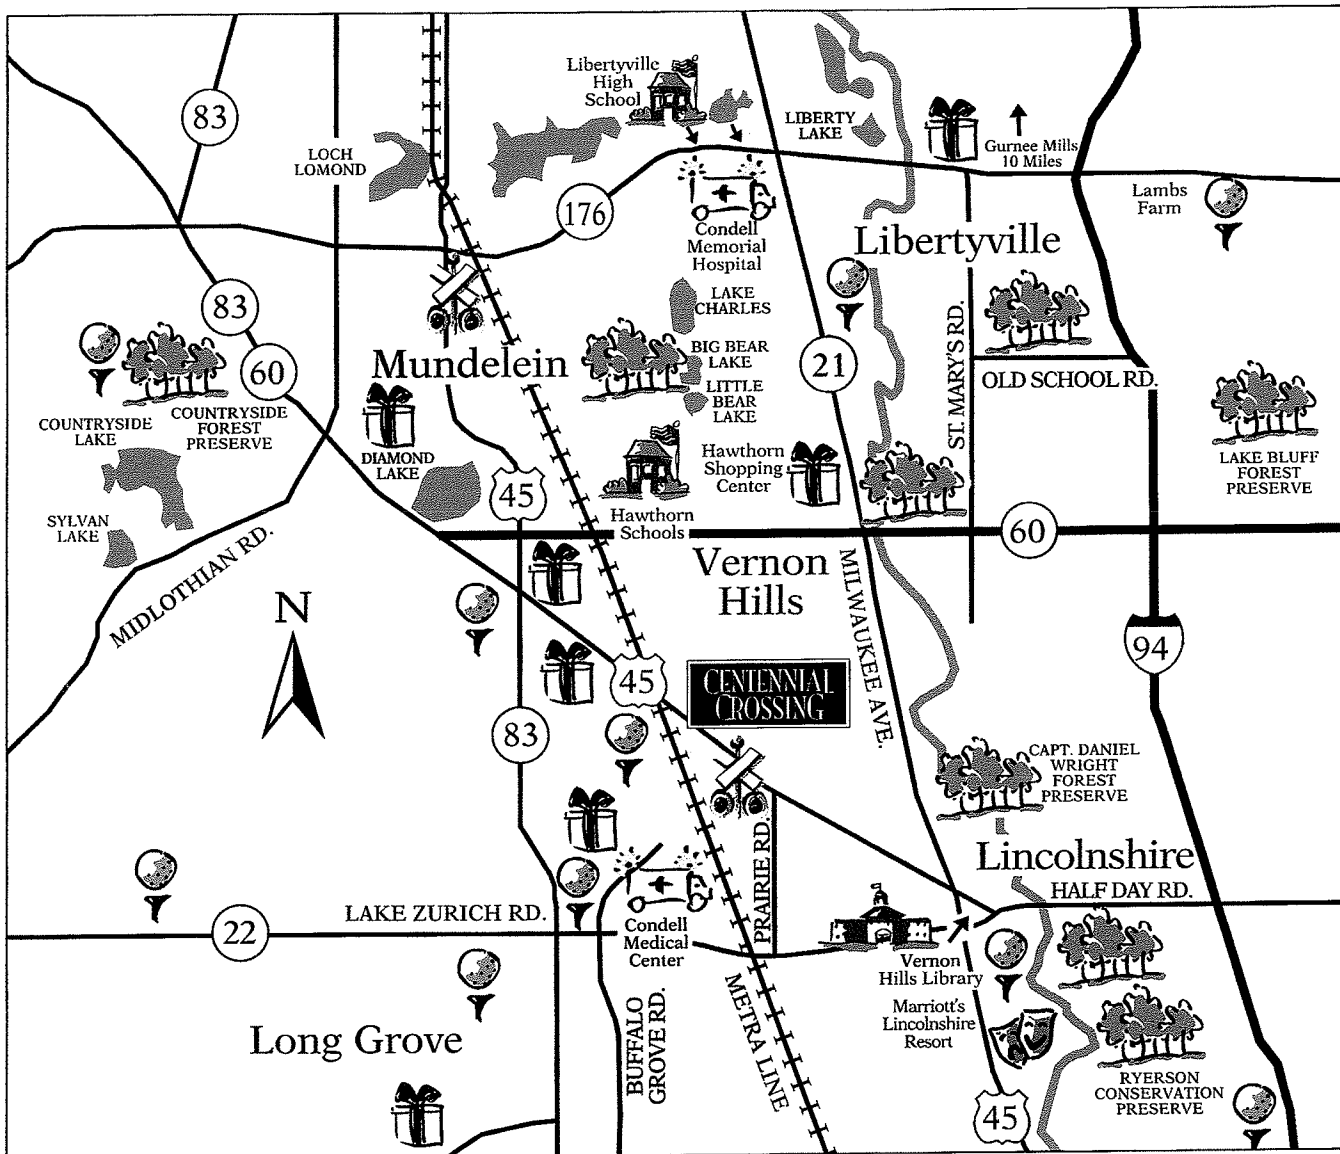 83
Libertyville
High
School
LIBERTY
LAKE
Gurnee Mills
10 Miles
LOCH
LOMOND
176
Lambs
Farm
Condell
Memorial
Hospital
Libertyville
83
LAKE
CHARLES
60
Mundelein
BIG BEAR
LAKE
LITTLE
BEAR
LAKE
21
ST. MARY'S RD.
OLD SCHOOL RD.
COUNTRYSIDE
LAKE
COUNTRYSIDE
FOREST
PRESERVE
DIAMOND
LAKE
45
Hawthorn
Shopping
Center
LAKE BLUFF
FOREST
PRESERVE
SYLVAN
LAKE
Hawthorn
Schools
60
MIDLOTHIAN RD.
N
Vernon
Hills
MILWAUKEE AVE.
94
45
CENTENNIAL
CROSSING
83
CAPT. DANIEL
WRIGHT
FOREST
PRESERVE
PRAIRIE RD.
Lincolnshire
HALF DAY RD.
LAKE ZURICH RD.
22
Condell
Medical
Center
Vernon
Hills Library
Marriott's
Lincolnshire
Resort
Long Grove
BUFFALO
GROVE RD.
METRA LINE
RYERSON
CONSERVATION
PRESERVE
45